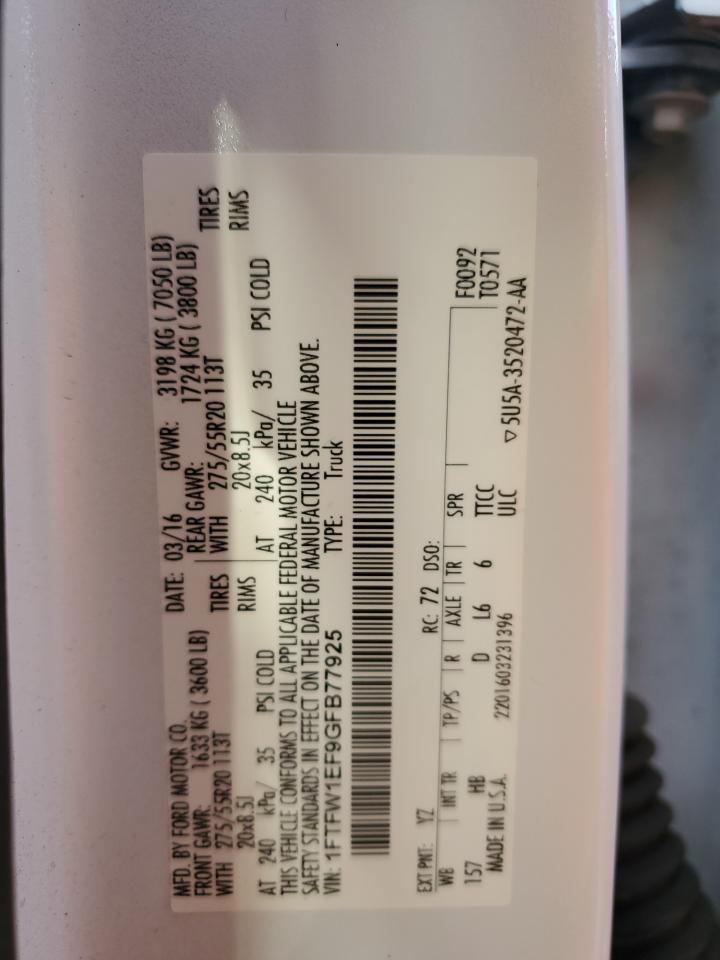 MFD. BY FORD MOTOR CO. DATE: 03/16 GVWR: 3198 KG ( 7050 LB)
FRONT GAWR: 1633 KG ( 3600 LB) REAR GAWR: 1724 KG ( 3800 LB)
WITH 275/55R20 113T TIRES WITH 275/55R20 113T TIRES
20x8.5J RIMS 20x8.5J RIMS
AT 240 kPa/ 35 PSI COLD AT 240 kPa/ 35 PSI COLD
THIS VEHICLE CONFORMS TO ALL APPLICABLE FEDERAL MOTOR VEHICLE
SAFETY STANDARDS IN EFFECT ON THE DATE OF MANUFACTURE SHOWN ABOVE.
VIN: 1FTFW1EF9GFB77925 TYPE: Truck
EXT PNT: YZ RC: 72 DSO: F0092
WB INT TR TP/PS R AXLE TR SPR T0571
157 HB D L6 6 TTCC
ULC
MADE IN U.S.A. 2201603231396 ▽ 5U5A-3520472-AA